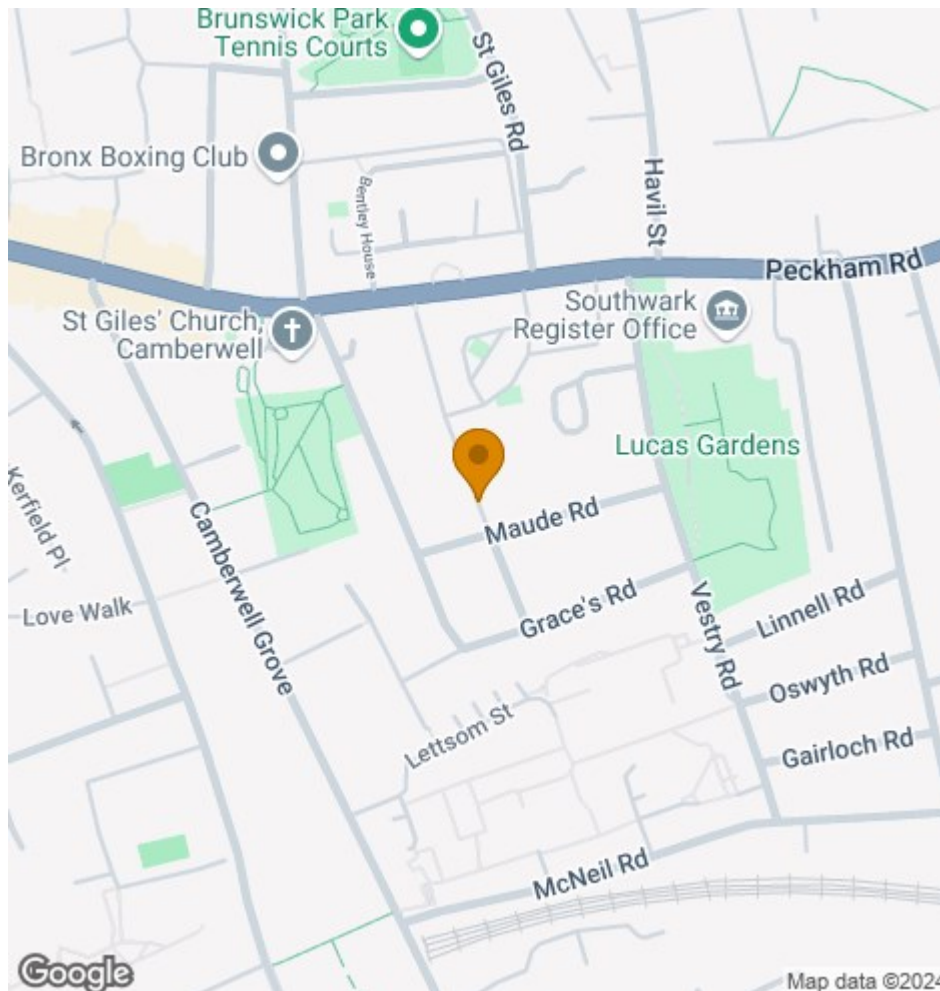 Brunswick Park
Tennis Courts
St Giles Rd
Bronx Boxing Club
Bentley House
Havil St
Peckham Rd
Southwark
Register Office
St Giles' Church,
Camberwell
Lucas Gardens
Kerfield Pl
Maude Rd
Camberwell Grove
Love Walk
Grace's Rd
Vestry Rd
Linnell Rd
Oswyth Rd
Lettsom St
Gairloch Rd
McNeil Rd
Google
Map data ©2024